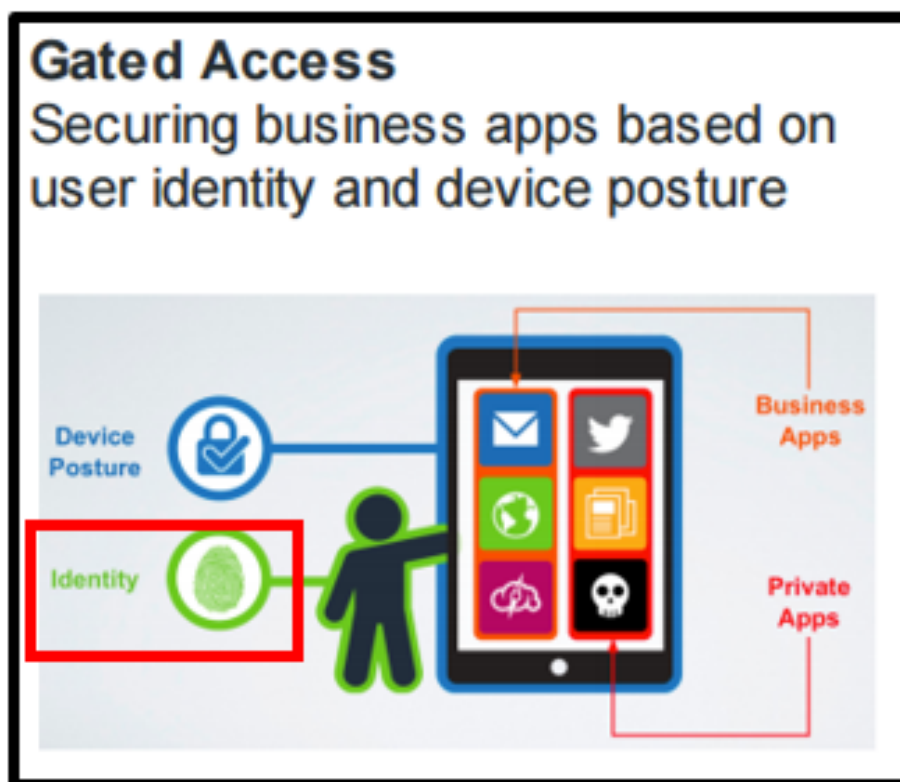 Gated Access
Securing business apps based on
user identity and device posture
Device
Posture
Business
Apps
Identity
Private
Apps